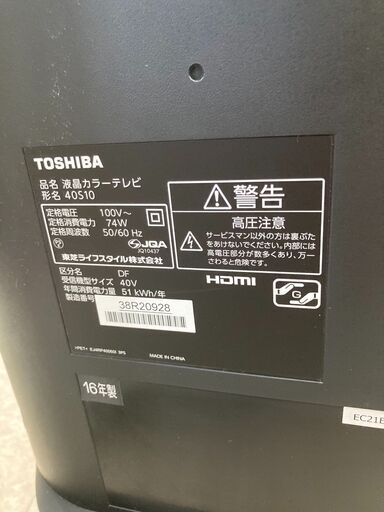 TOSHIBA
品名 液晶カラーテレビ
形名 40S10
定格電圧 100V~
定格消費電力 74W
定格周波数 50/60 Hz
JQA
JQ10437
東芝ライフスタイル株式会社
警告
高圧注意
サービスマン以外の方は裏ぶた
をあけないでください。内部には
高電圧部分が数多くあり、万一
さわると危険です。
区分名 DF
受信機型サイズ 40V
年間消費電力量 51 kWh/年
製造番号
38R20928
HDMI
G
>PET<
MADE IN CHINA
16年製